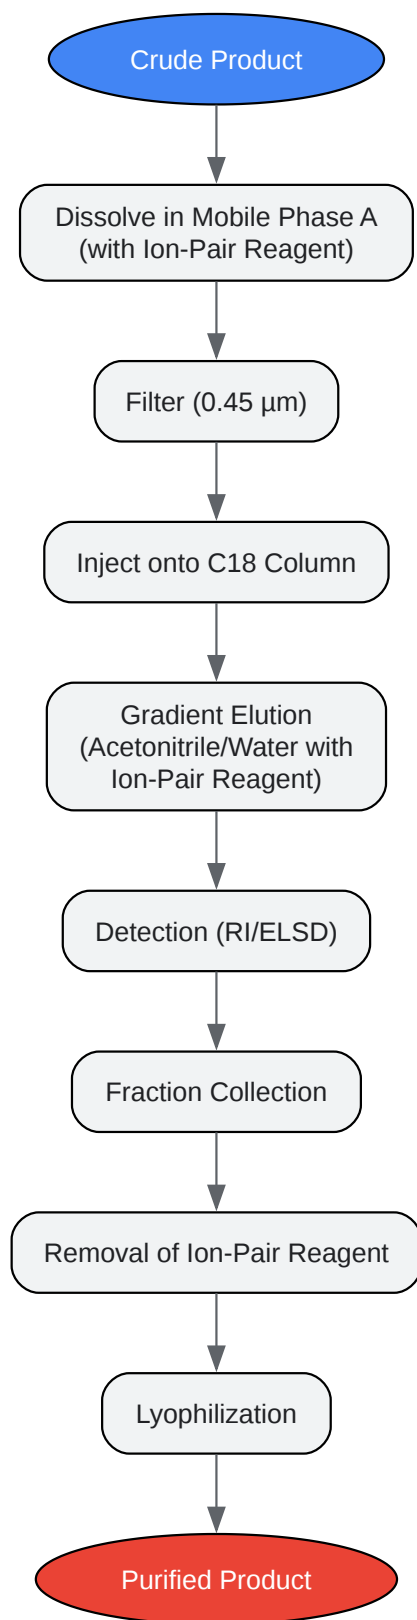 Crude Product
Dissolve in Mobile Phase A
(with Ion-Pair Reagent)
Filter (0.45 µm)
Inject onto C18 Column
Gradient Elution
(Acetonitrile/Water with
Ion-Pair Reagent)
Detection (RI/ELSD)
Fraction Collection
Removal of Ion-Pair Reagent
Lyophilization
Purified Product